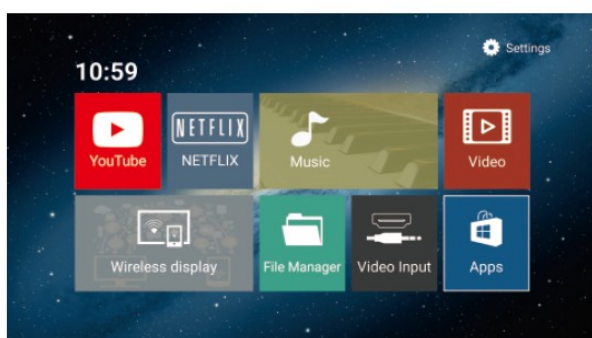 Settings
10:59
YouTube
NETFLIX
NETFLIX
Music
Video
Wireless display
File Manager
Video Input
Apps